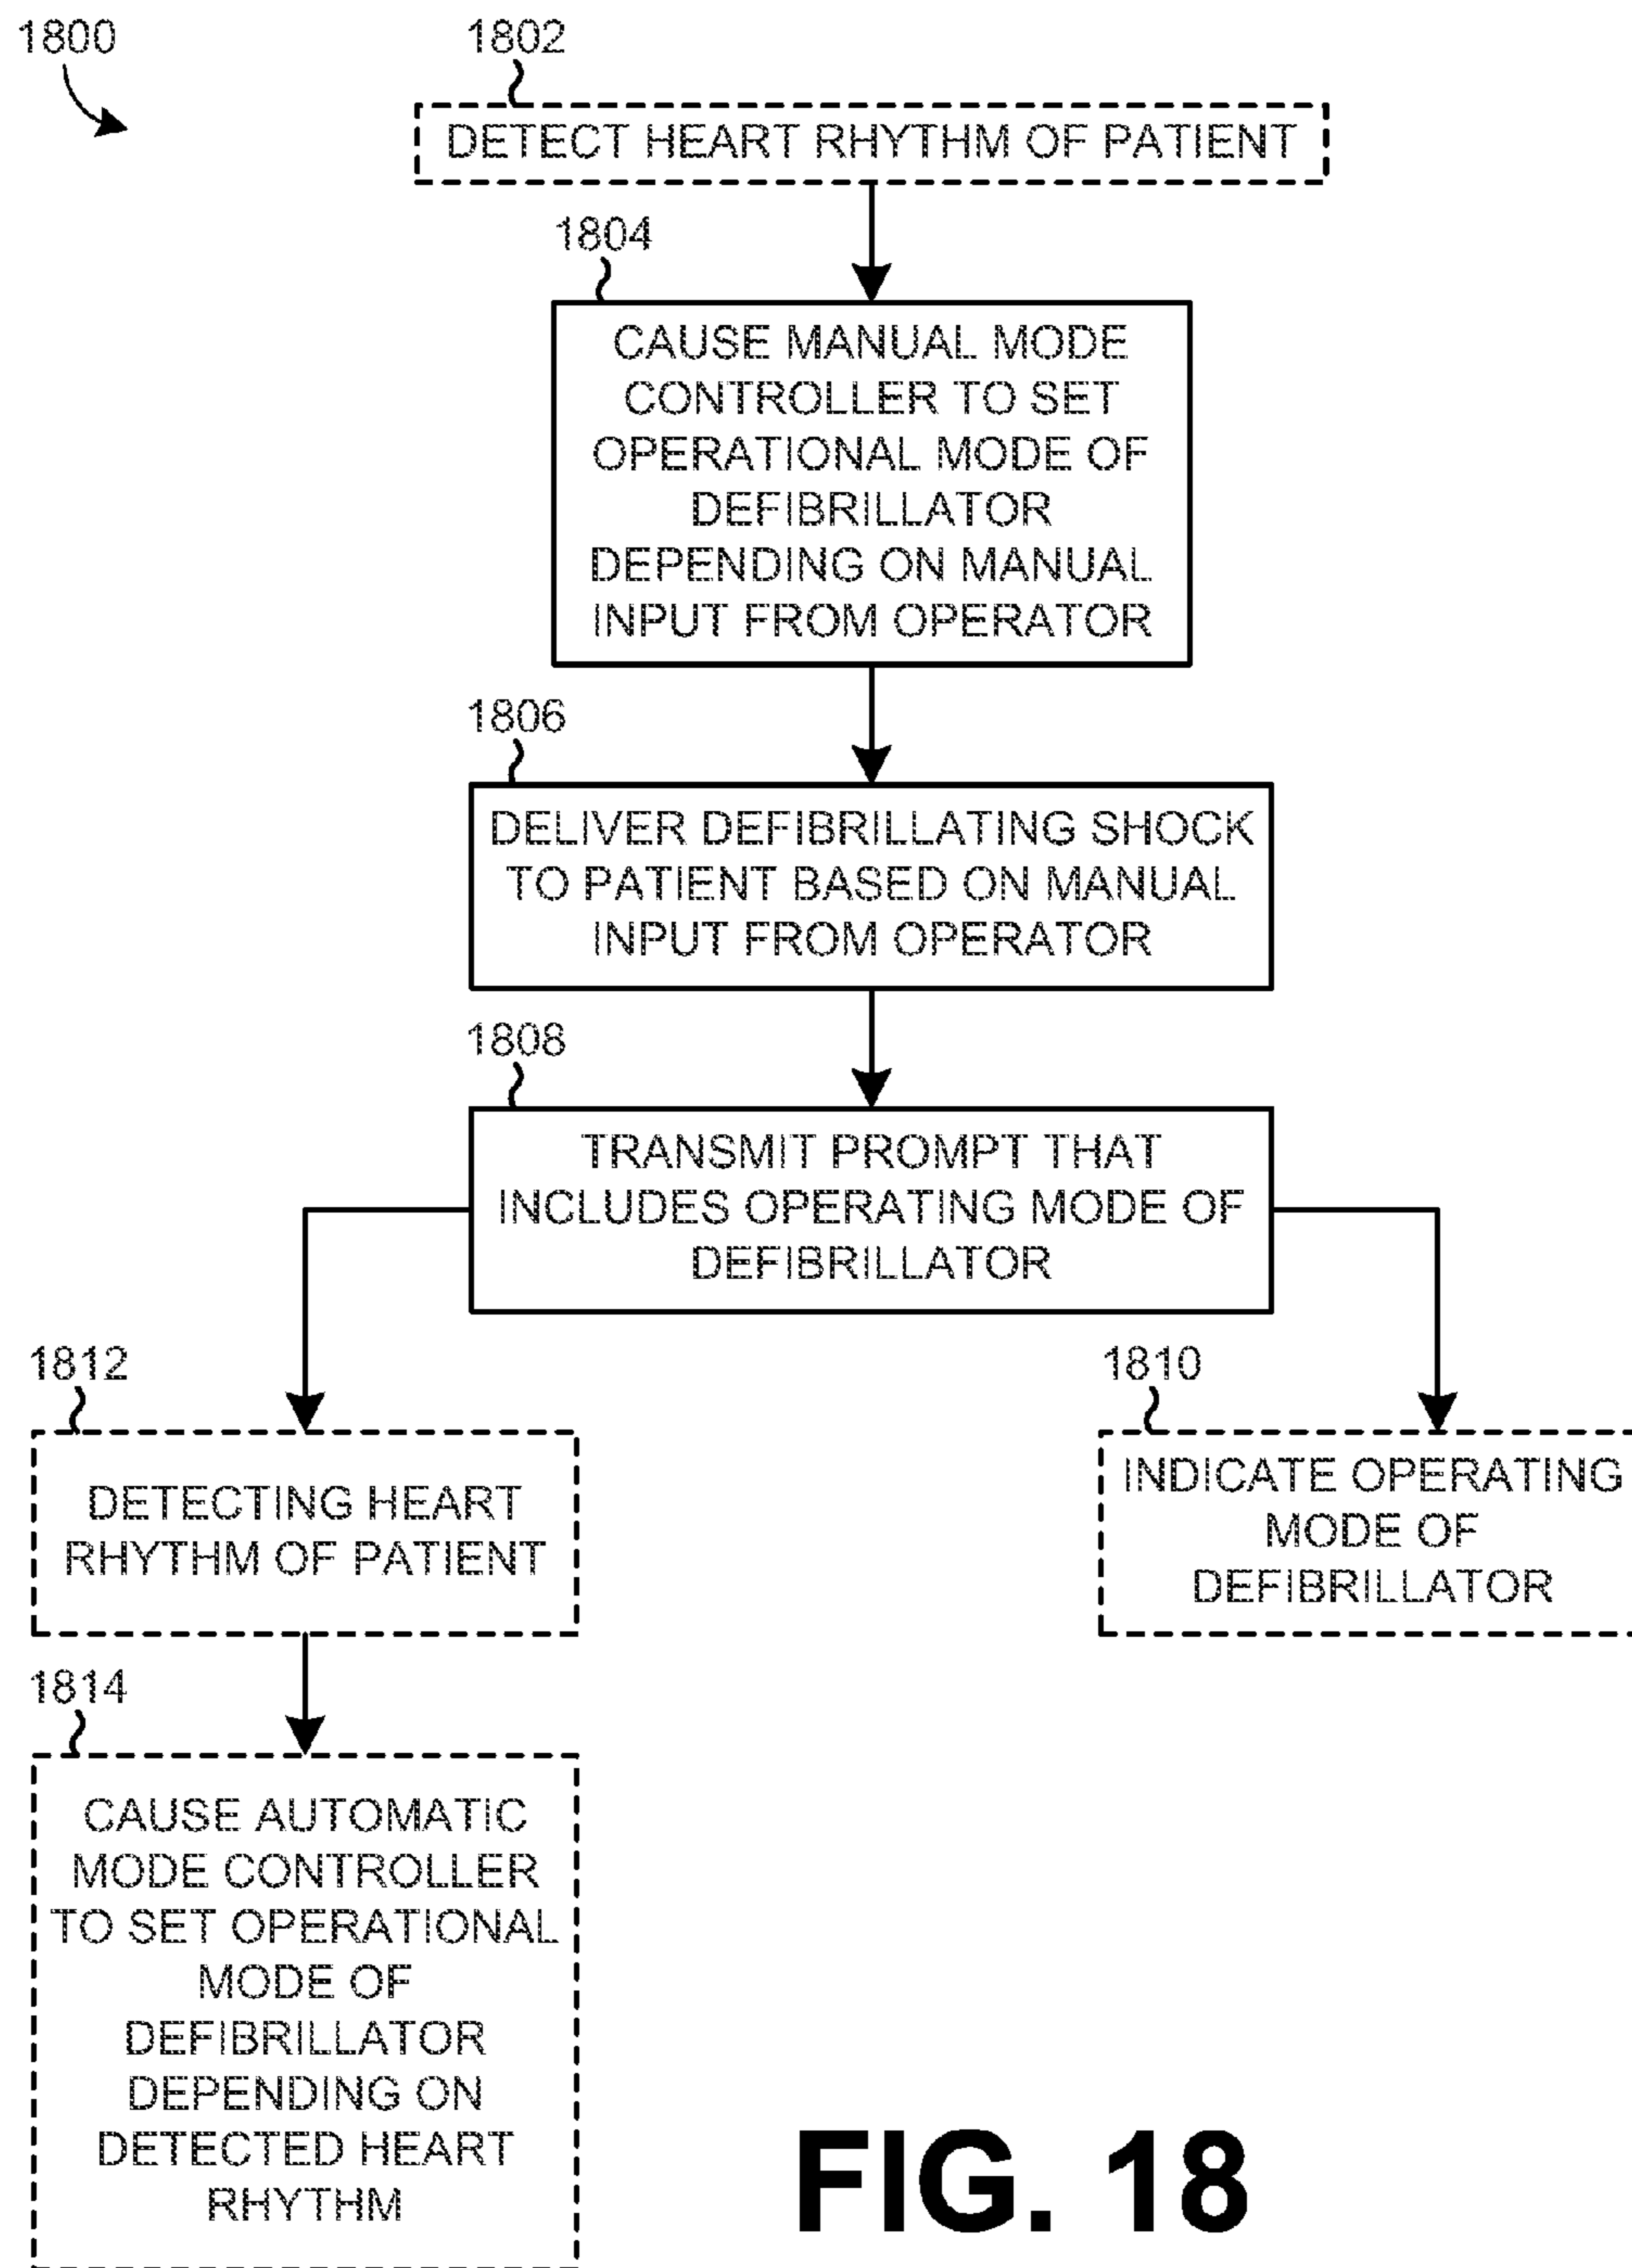 1800
1802
DETECT HEART RHYTHM OF PATIENT
1804
CAUSE MANUAL MODE
CONTROLLER TO SET
OPERATIONAL MODE OF
DEFIBRILLATOR
DEPENDING ON MANUAL
INPUT FROM OPERATOR
1806
DELIVER DEFIBRILLATING SHOCK
TO PATIENT BASED ON MANUAL
INPUT FROM OPERATOR
1808
TRANSMIT PROMPT THAT
INCLUDES OPERATING MODE OF
DEFIBRILLATOR
1812
DETECTING HEART
RHYTHM OF PATIENT
1810
INDICATE OPERATING
MODE OF
DEFIBRILLATOR
1814
CAUSE AUTOMATIC
MODE CONTROLLER
TO SET OPERATIONAL
MODE OF
DEFIBRILLATOR
DEPENDING ON
DETECTED HEART
RHYTHM
FIG. 18